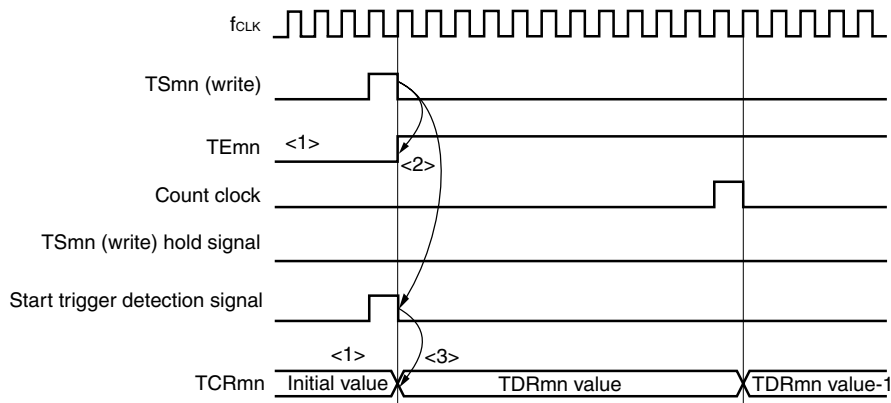 fCLK
TSmn (write)
<1>
TEmn
<2>
Count clock
TSmn (write) hold signal
Start trigger detection signal
<1>
<3>
TCRmn
Initial value
TDRmn value
TDRmn value-1